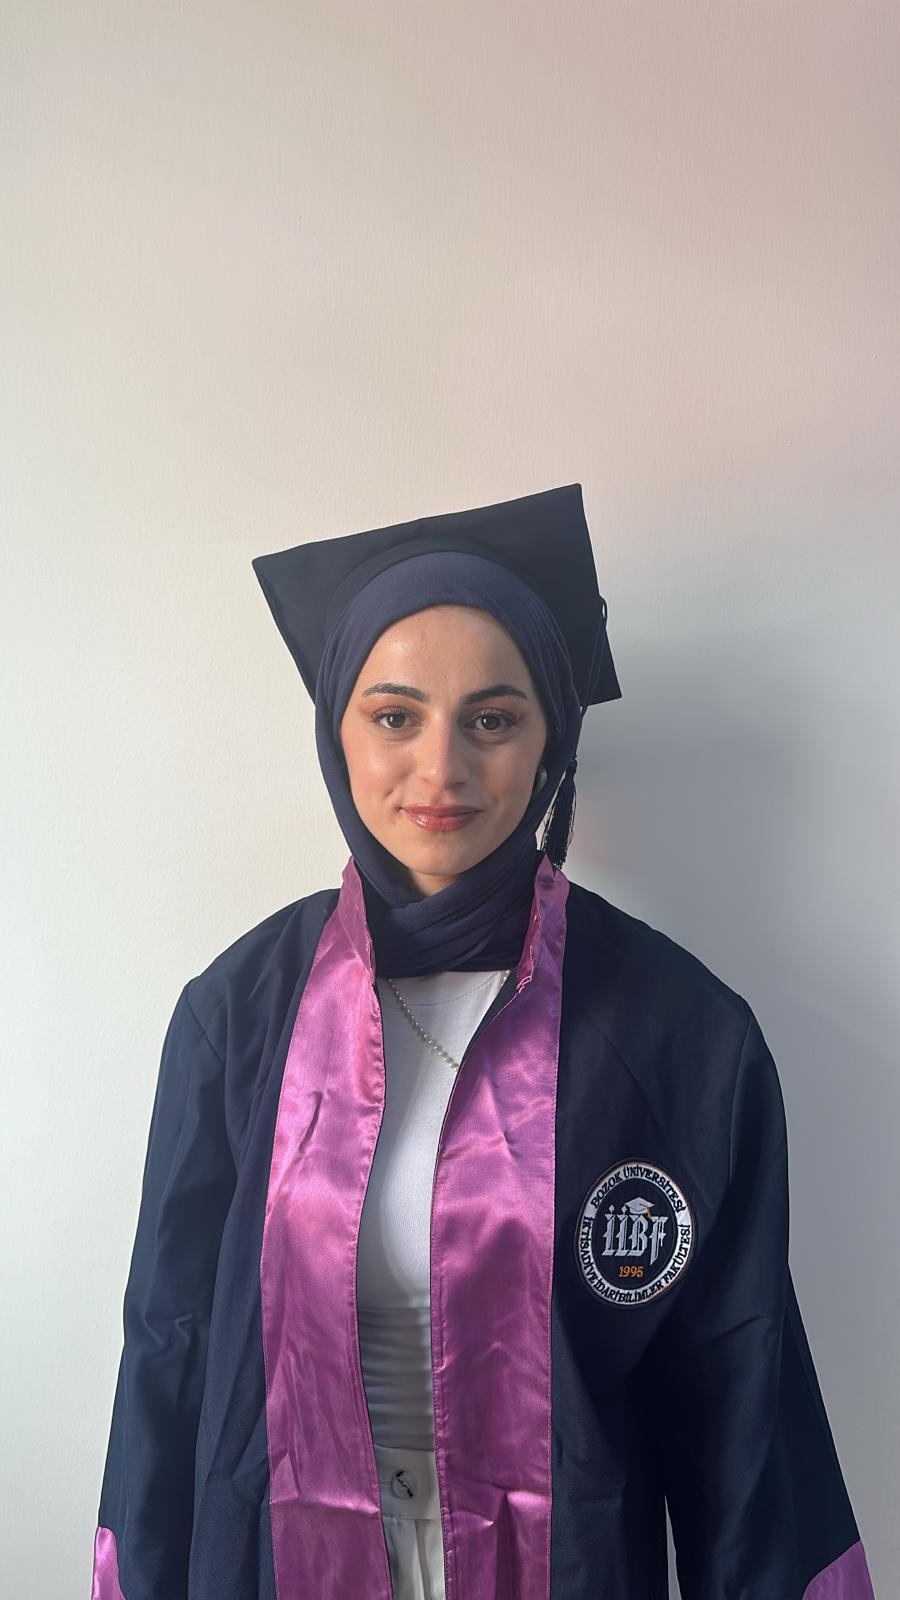 BOZOK ÜNİVERSİTESİ
İKTİSADİ VE İDARİ BİLİMLER FAKÜLTESİ
İİBF
1995